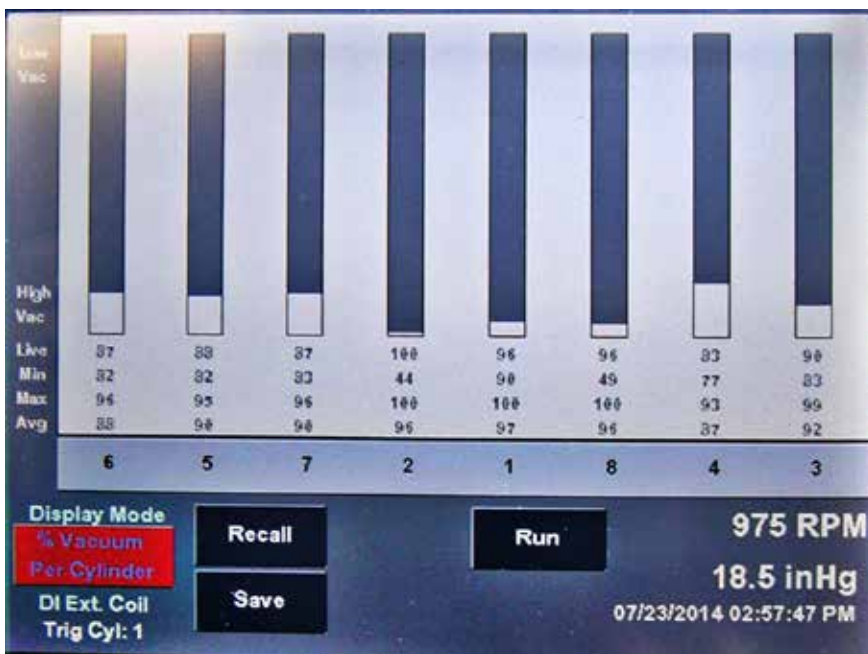 Low
Vac
High
Vac
Live 87 88 87 100 96 96 83 90
Min 82 82 83 44 90 49 77 83
Max 96 95 96 100 100 100 93 99
Avg 88 90 90 96 97 96 87 92
6 5 7 2 1 8 4 3
Display Mode
% Vacuum
Per Cylinder
DI Ext. Coil
Trig Cyl: 1
Recall
Save
Run
975 RPM
18.5 inHg
07/23/2014 02:57:47 PM